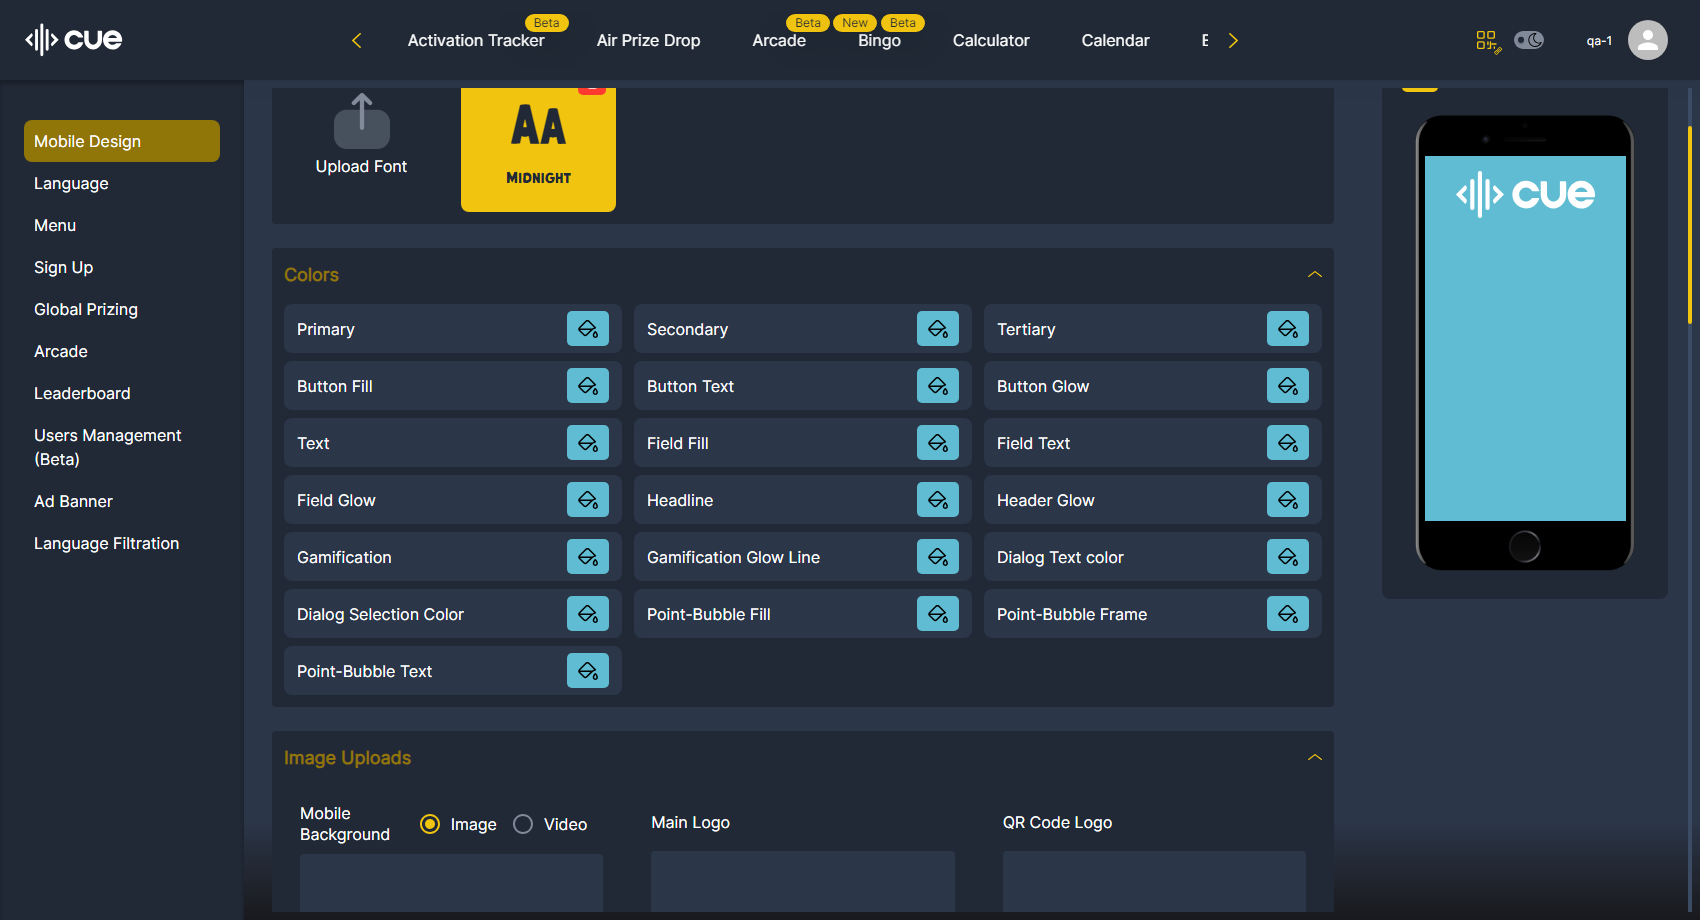 cue
Beta
Beta
New
Beta
Activation Tracker
Air Prize Drop
Arcade
Bingo
Calculator
Calendar
qa-1
Mobile Design
Language
Menu
Sign Up
Global Prizing
Arcade
Leaderboard
Users Management
(Beta)
Ad Banner
Language Filtration
Upload Font
AA
MIDNIGHT
cue
Colors
Primary
Secondary
Tertiary
Button Fill
Button Text
Button Glow
Text
Field Fill
Field Text
Field Glow
Headline
Header Glow
Gamification
Gamification Glow Line
Dialog Text color
Dialog Selection Color
Point-Bubble Fill
Point-Bubble Frame
Point-Bubble Text
Image Uploads
Mobile
Background
Image
Video
Main Logo
QR Code Logo